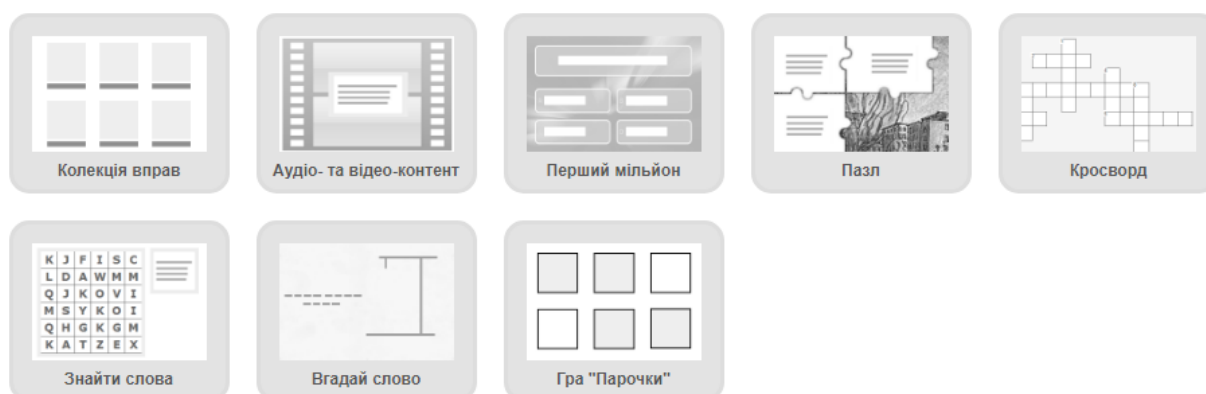 Колекція вправ
Аудіо- та відео-контент
Перший мільйон
Пазл
Кросворд
K J F I S C
L D A W M M
Q J K O V I
M S Y K O I
Q H G K G M
K A T Z E X
Знайти слова
Вгадай слово
Гра "Парочки"